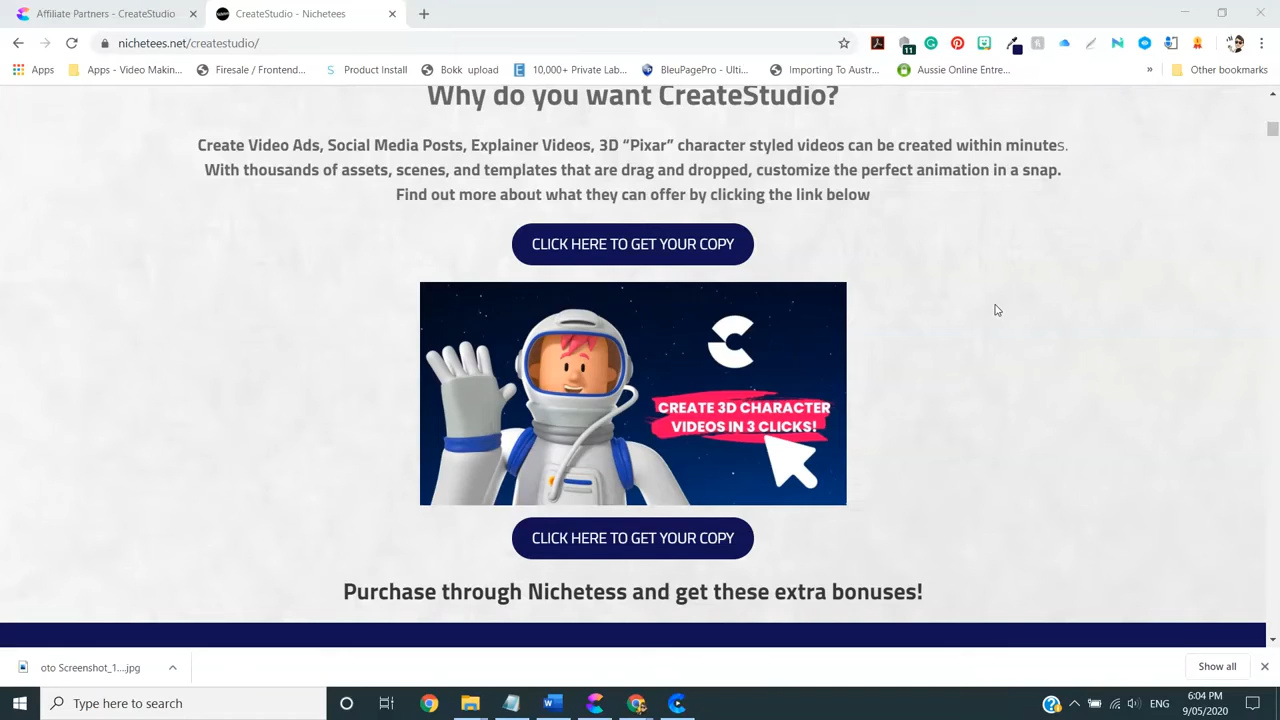 Affiliate Partners - CreateStudio
CreateStudio - Nichetees
nichetees.net/createstudio/
11
Apps
Apps - Video Makin...
Firesale / Frontend...
Product Install
Bokk upload
10,000+ Private Lab...
BleuPagePro - Ulti...
Importing To Austr...
Aussie Online Entre...
»
Other bookmarks
Why do you want CreateStudio?
Create Video Ads, Social Media Posts, Explainer Videos, 3D “Pixar” character styled videos can be created within minutes.
With thousands of assets, scenes, and templates that are drag and dropped, customize the perfect animation in a snap.
Find out more about what they can offer by clicking the link below
CLICK HERE TO GET YOUR COPY
CREATE 3D CHARACTER
VIDEOS IN 3 CLICKS!
CLICK HERE TO GET YOUR COPY
Purchase through Nichetess and get these extra bonuses!
oto Screenshot_1....jpg
Show all
Type here to search
ENG
6:04 PM
9/05/2020